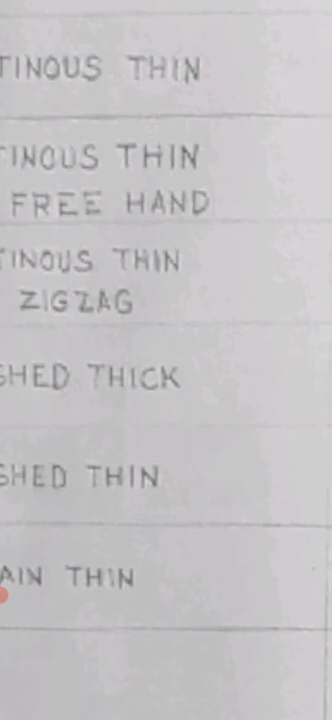 TINOUS THIN
TINOUS THIN
FREE HAND
TINOUS THIN
ZIGZAG
SHED THICK
SHED THIN
AIN THIN